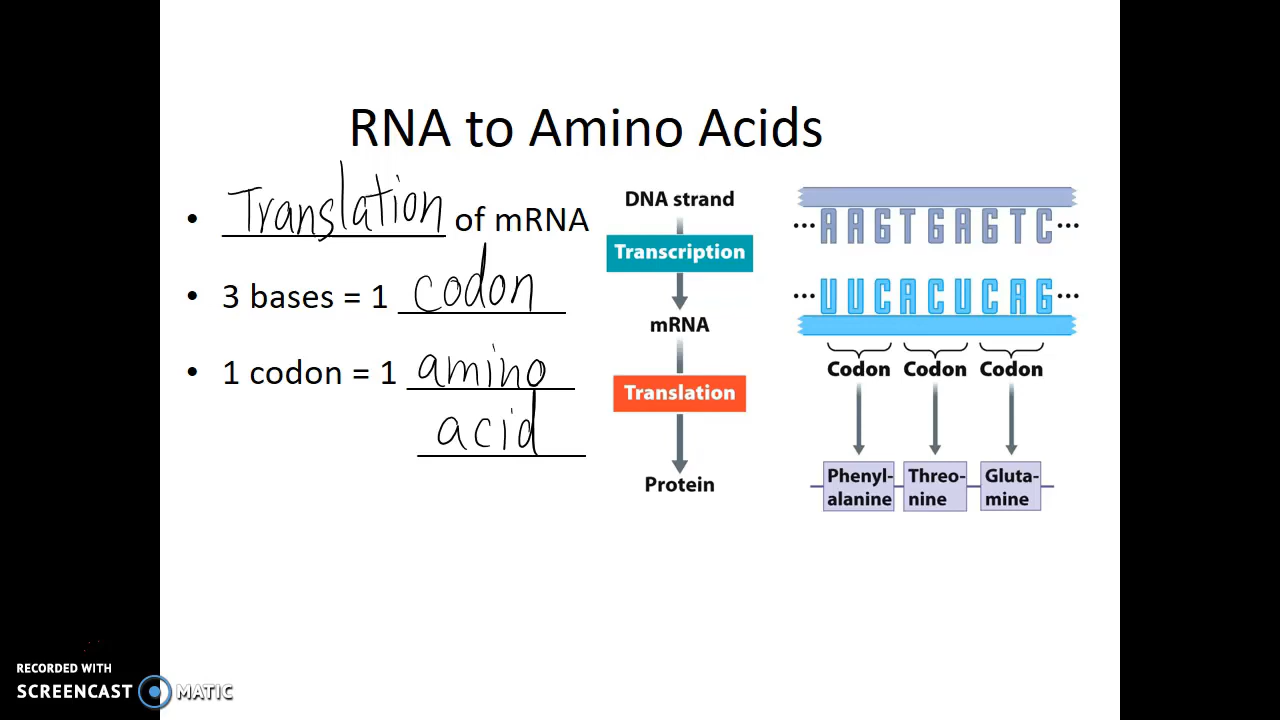 RNA to Amino Acids
• Translation of mRNA
• 3 bases = 1 codon
• 1 codon = 1 amino
acid
DNA strand
Transcription
mRNA
Translation
Protein
...AAGTGAGTC...
...UUCACUCAG...
Codon Codon Codon
Phenyl-
alanine
Threo-
nine
Gluta-
mine
RECORDED WITH
SCREENCAST MATIC